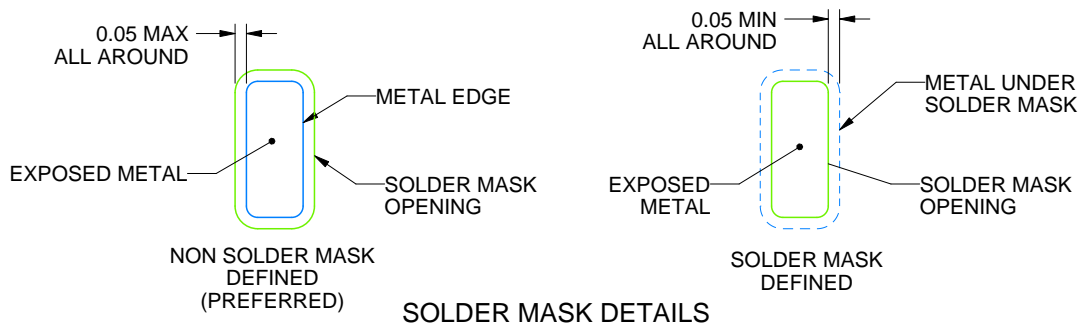 0.05 MAX
ALL AROUND
METAL EDGE
EXPOSED METAL
SOLDER MASK
OPENING
NON SOLDER MASK
DEFINED
(PREFERRED)
0.05 MIN
ALL AROUND
METAL UNDER
SOLDER MASK
EXPOSED
METAL
SOLDER MASK
OPENING
SOLDER MASK
DEFINED
SOLDER MASK DETAILS